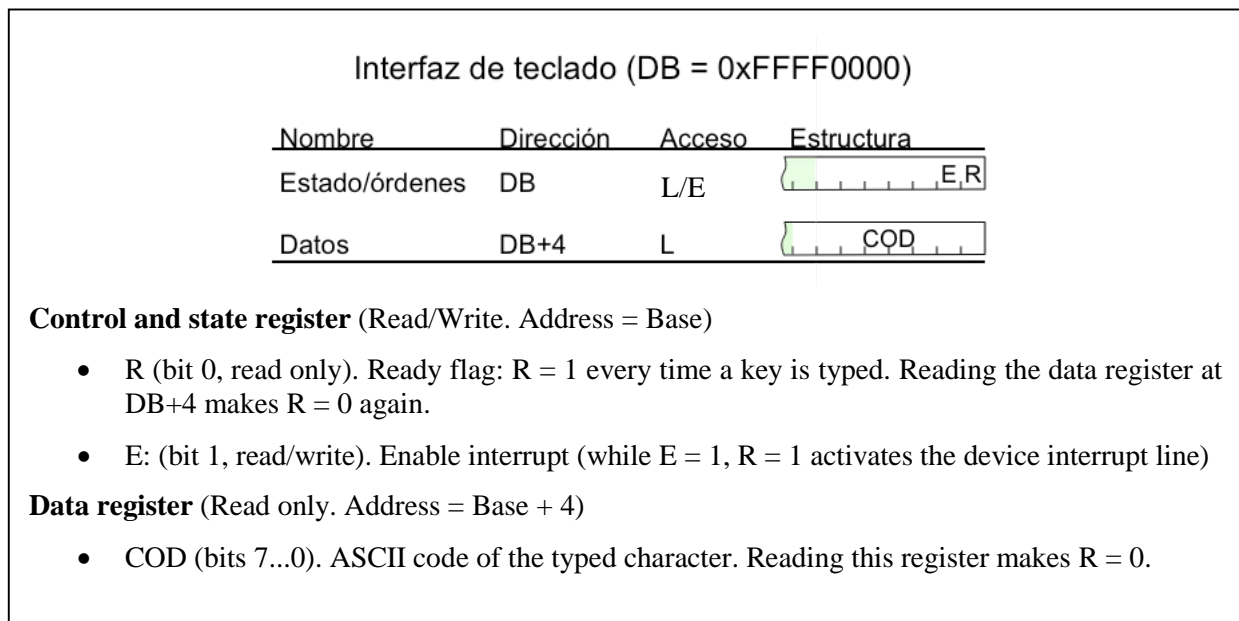 Interfaz de teclado (DB = 0xFFFF0000)
Nombre Dirección Acceso Estructura
Estado/órdenes DB L/E E R
Datos DB+4 L COD
Control and state register (Read/Write. Address = Base)
• R (bit 0, read only). Ready flag: R = 1 every time a key is typed. Reading the data register at
DB+4 makes R = 0 again.
• E: (bit 1, read/write). Enable interrupt (while E = 1, R = 1 activates the device interrupt line)
Data register (Read only. Address = Base + 4)
• COD (bits 7...0). ASCII code of the typed character. Reading this register makes R = 0.